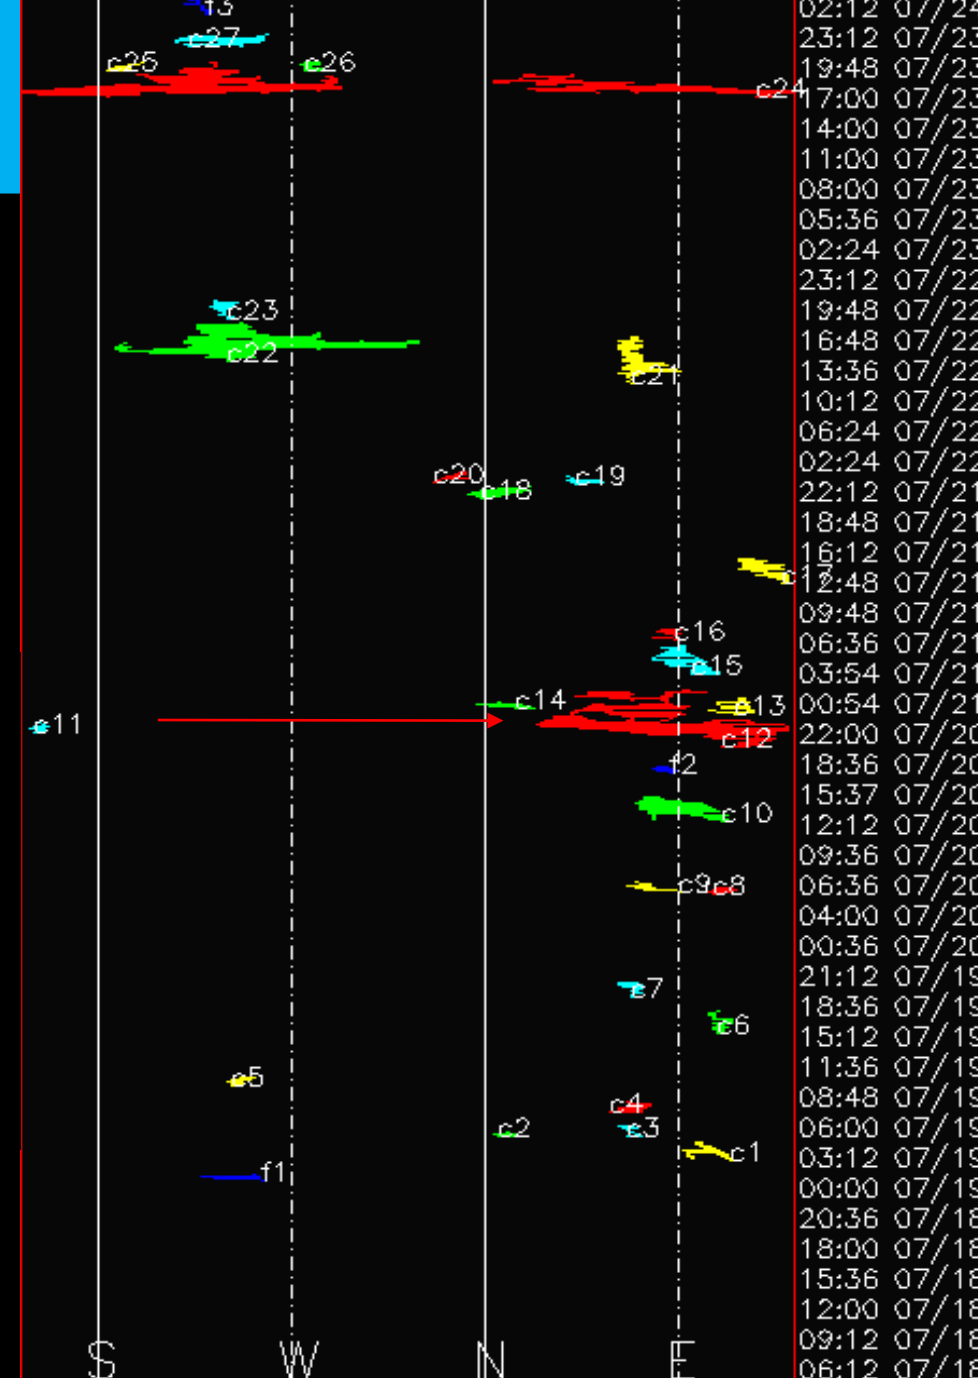 f3 02:12 07/24
c27 23:12 07/23
c25 c26 19:48 07/23
c24 17:00 07/23
14:00 07/23
11:00 07/23
08:00 07/23
05:36 07/23
02:24 07/23
23:12 07/22
c23 19:48 07/22
c22 16:48 07/22
c21 13:36 07/22
10:12 07/22
06:24 07/22
c20 c19 02:24 07/22
c18 22:12 07/21
18:48 07/21
16:12 07/21
c17 12:48 07/21
09:48 07/21
c16 06:36 07/21
c15 03:54 07/21
c14 13 00:54 07/21
c11 c12 22:00 07/20
f2 18:36 07/20
15:37 07/20
c10 12:12 07/20
09:36 07/20
c9 c8 06:36 07/20
04:00 07/20
00:36 07/20
c7 21:12 07/19
18:36 07/19
c6 15:12 07/19
c5 11:36 07/19
c4 08:48 07/19
c2 c3 06:00 07/19
c1 03:12 07/19
f1 00:00 07/19
20:36 07/18
18:00 07/18
15:36 07/18
12:00 07/18
S W N E 09:12 07/18
06:12 07/18